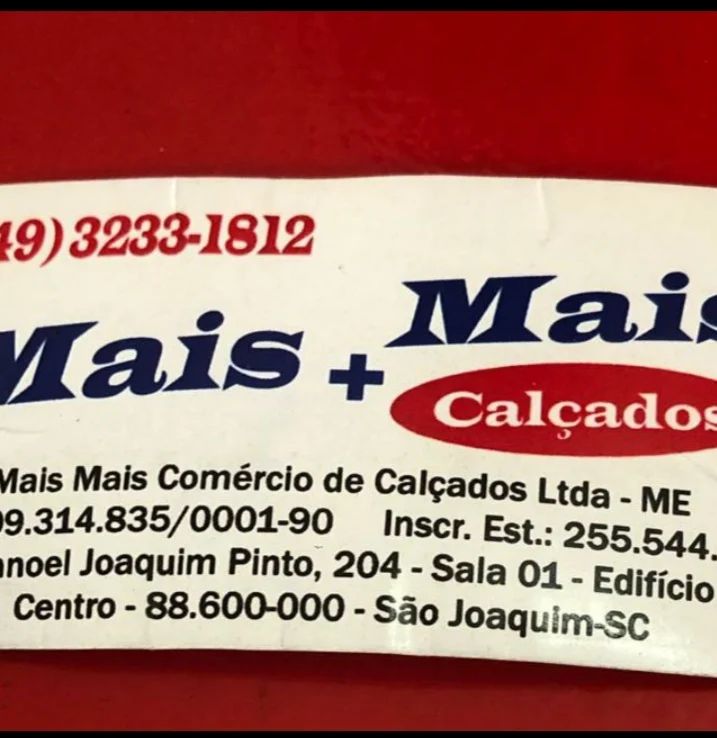 49) 3233-1812
Mais + Mais
Calçados
Mais Mais Comércio de Calçados Ltda - ME
09.314.835/0001-90 Inscr. Est.: 255.544.
anoel Joaquim Pinto, 204 - Sala 01 - Edifício
Centro - 88.600-000 - São Joaquim-SC